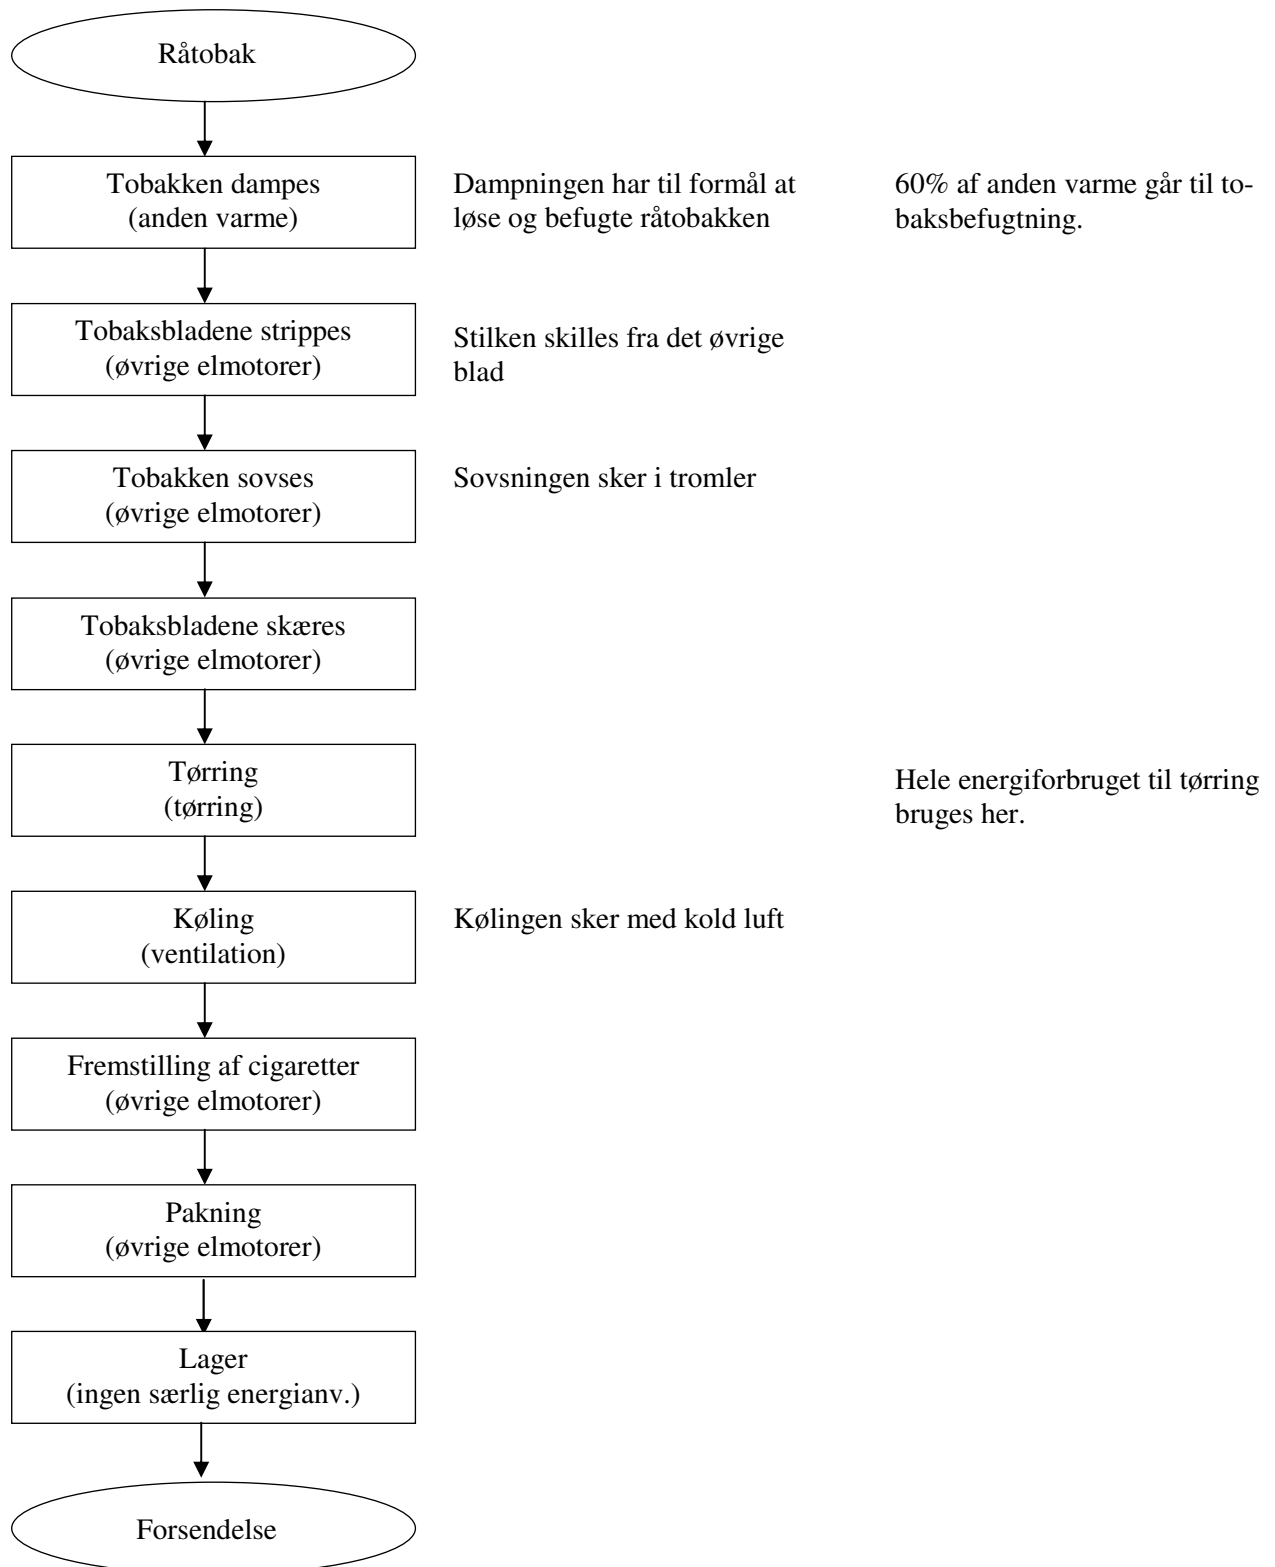 Råtobak
Tobakken dampes
(anden varme)
Dampningen har til formål at
løse og befugte råtobakken
60% af anden varme går til to-
baksbefugtning.
Tobaksbladene strippes
(øvrige elmotorer)
Stilken skilles fra det øvrige
blad
Tobakken sovses
(øvrige elmotorer)
Sovsningen sker i tromler
Tobaksbladene skæres
(øvrige elmotorer)
Tørring
(tørring)
Hele energiforbruget til tørring
bruges her.
Køling
(ventilation)
Kølingen sker med kold luft
Fremstilling af cigaretter
(øvrige elmotorer)
Pakning
(øvrige elmotorer)
Lager
(ingen særlig energianv.)
Forsendelse